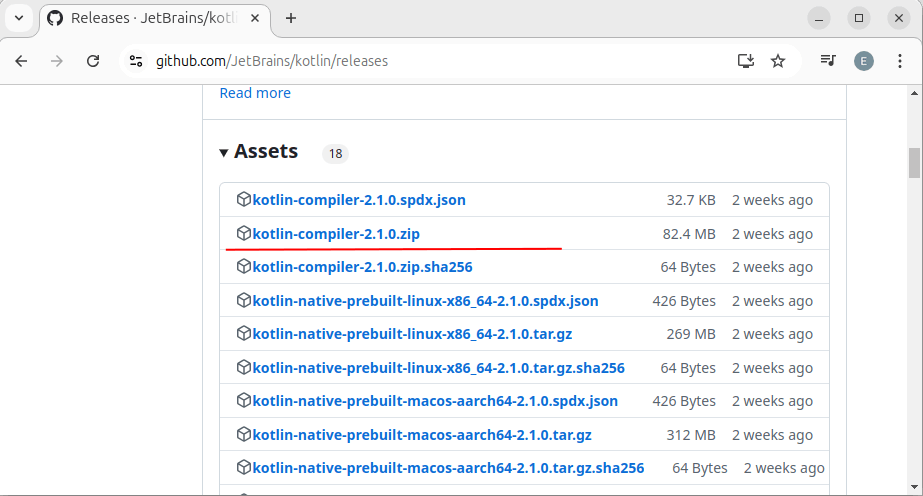 Releases · JetBrains/kotl
github.com/JetBrains/kotlin/releases
E
Read more
Assets 18
kotlin-compiler-2.1.0.spdx.json 32.7 KB 2 weeks ago
kotlin-compiler-2.1.0.zip 82.4 MB 2 weeks ago
kotlin-compiler-2.1.0.zip.sha256 64 Bytes 2 weeks ago
kotlin-native-prebuilt-linux-x86_64-2.1.0.spdx.json 426 Bytes 2 weeks ago
kotlin-native-prebuilt-linux-x86_64-2.1.0.tar.gz 269 MB 2 weeks ago
kotlin-native-prebuilt-linux-x86_64-2.1.0.tar.gz.sha256 64 Bytes 2 weeks ago
kotlin-native-prebuilt-macos-aarch64-2.1.0.spdx.json 426 Bytes 2 weeks ago
kotlin-native-prebuilt-macos-aarch64-2.1.0.tar.gz 312 MB 2 weeks ago
kotlin-native-prebuilt-macos-aarch64-2.1.0.tar.gz.sha256 64 Bytes 2 weeks ago